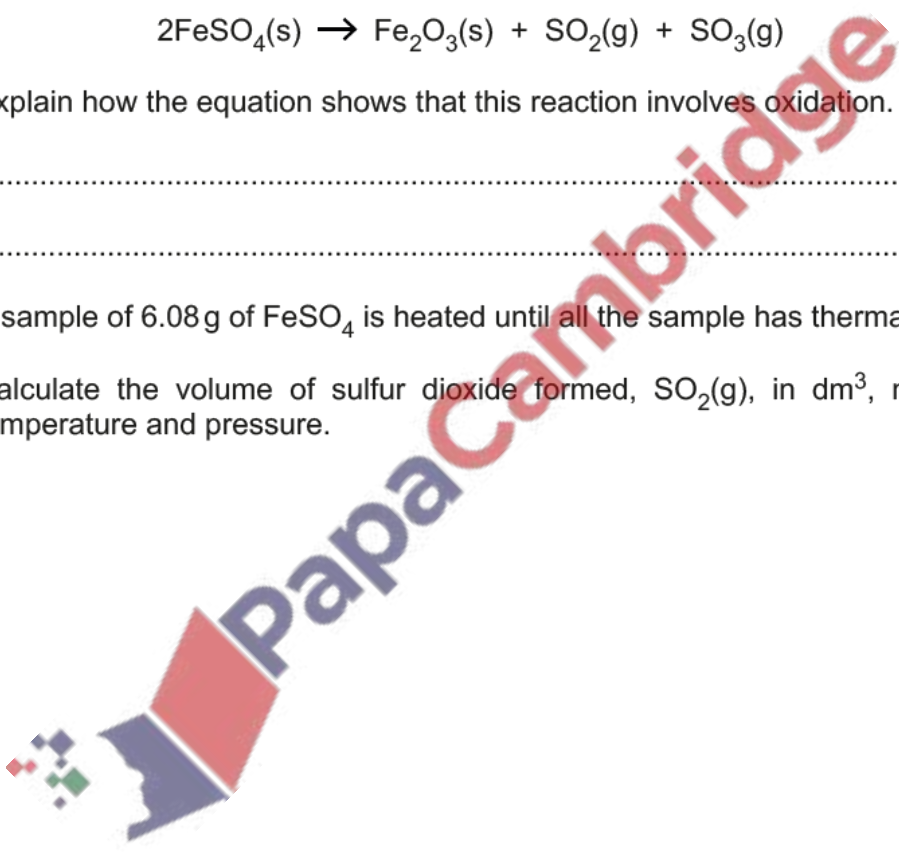 2FeSO₄(s) → Fe₂O₃(s) + SO₂(g) + SO₃(g)
xplain how the equation shows that this reaction involves oxidation.
sample of 6.08 g of FeSO₄ is heated until all the sample has therma
alculate the volume of sulfur dioxide formed, SO₂(g), in dm³, r
mperature and pressure.
PapaCambridge